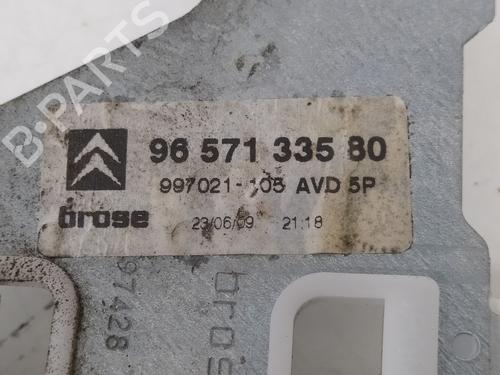 B-PARTS
96 571 335 80
997021-105 AVD 5P
brose
23/06/09 21:18
97428
brose